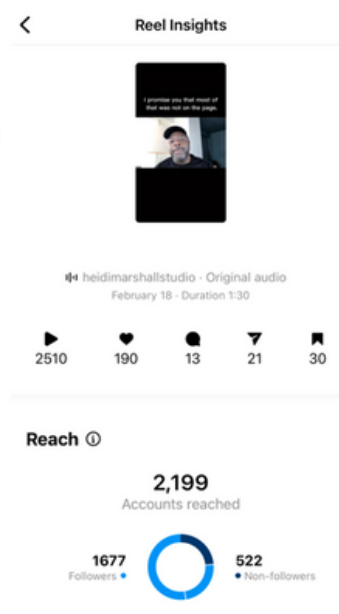 Reel Insights
I promise you that most of
that was not on the page.
heidimarshallstudio · Original audio
February 18 · Duration 1:30
2510 190 13 21 30
Reach
2,199
Accounts reached
1677 522
Followers Non-followers